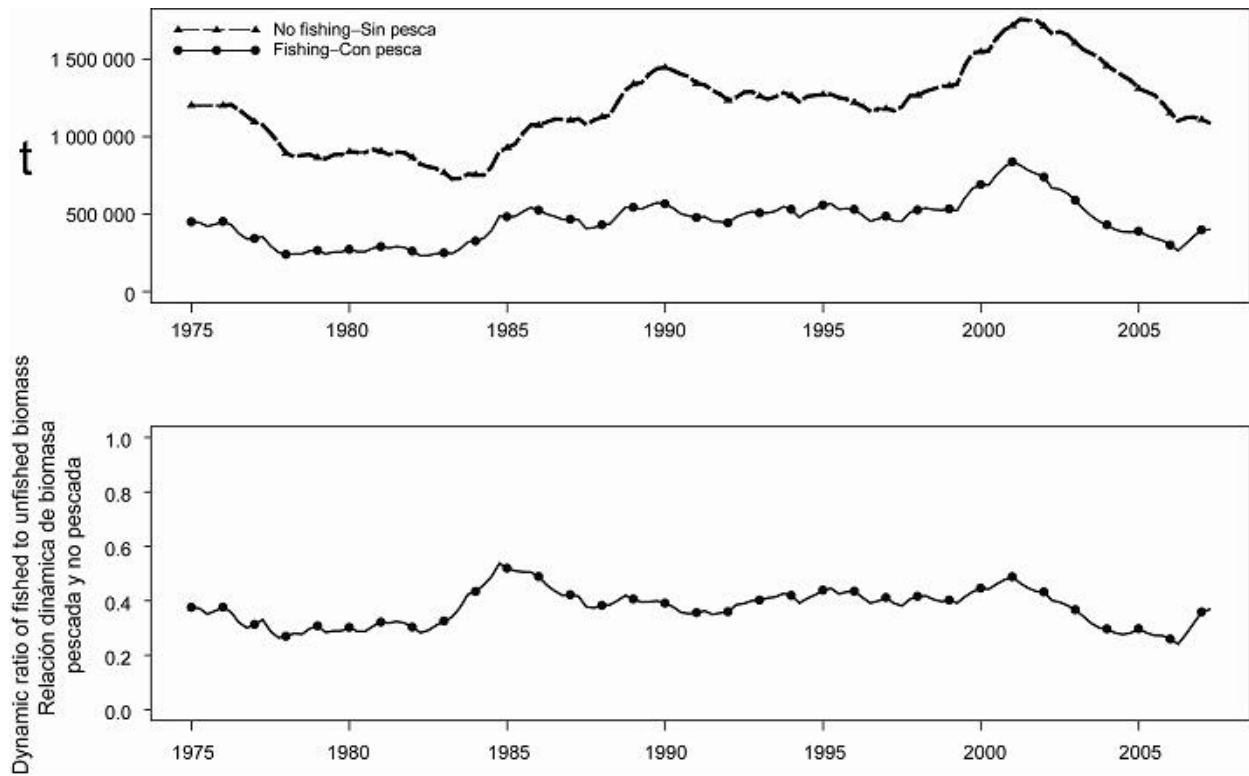 No fishing–Sin pesca
Fishing–Con pesca
t
1 500 000
1 000 000
500 000
0
1975 1980 1985 1990 1995 2000 2005
Dynamic ratio of fished to unfished biomass
Relación dinámica de biomasa
pescada y no pescada
1.0
0.8
0.6
0.4
0.2
0.0
1975 1980 1985 1990 1995 2000 2005